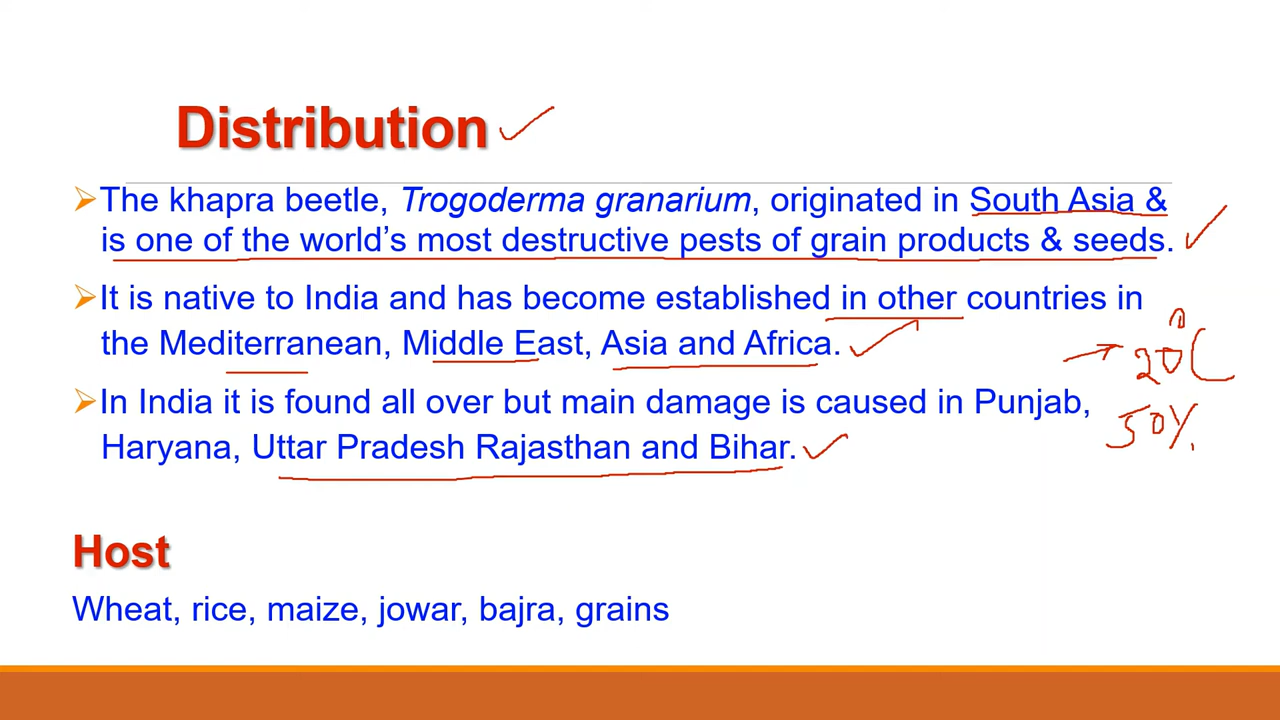 Distribution
The khapra beetle, Trogoderma granarium, originated in South Asia &
is one of the world's most destructive pests of grain products & seeds.
It is native to India and has become established in other countries in
the Mediterranean, Middle East, Asia and Africa.
20°C
In India it is found all over but main damage is caused in Punjab,
50%
Haryana, Uttar Pradesh Rajasthan and Bihar.
Host
Wheat, rice, maize, jowar, bajra, grains